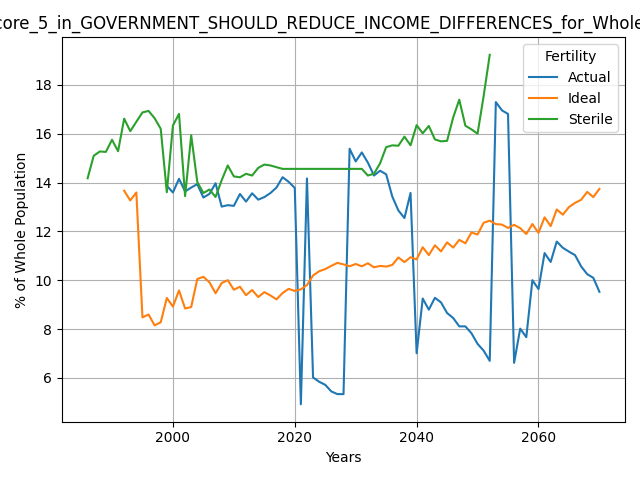 core_5_in_GOVERNMENT_SHOULD_REDUCE_INCOME_DIFFERENCES_for_Whole
Fertility
Actual
Ideal
Sterile
% of Whole Population
18
16
14
12
10
8
6
2000 2020 2040 2060
Years